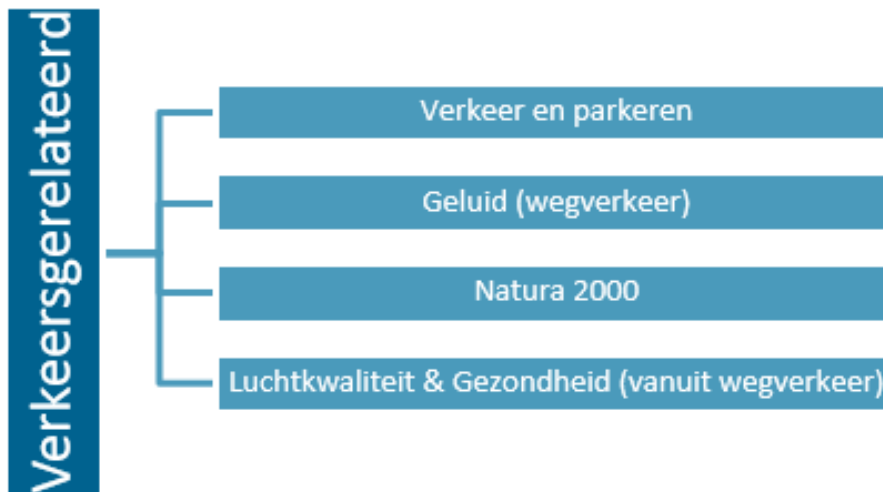 Verkeersgerelateerd
Verkeer en parkeren
Geluid (wegverkeer)
Natura 2000
Luchtkwaliteit & Gezondheid (vanuit wegverkeer)